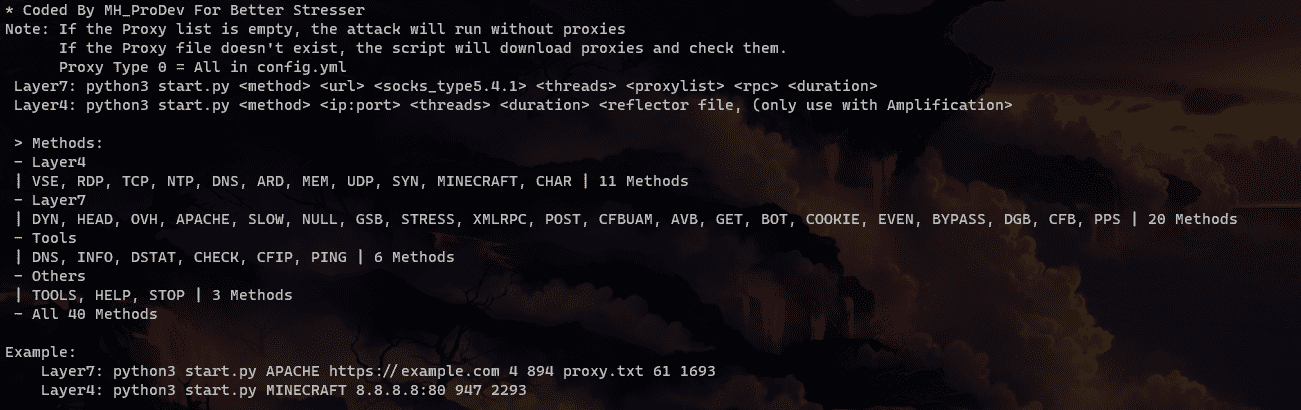 * Coded By MH_ProDev For Better Stresser
Note: If the Proxy list is empty, the attack will run without proxies
If the Proxy file doesn't exist, the script will download proxies and check them.
Proxy Type 0 = All in config.yml
Layer7: python3 start.py <method> <url> <socks_type5.4.1> <threads> <proxylist> <rpc> <duration>
Layer4: python3 start.py <method> <ip:port> <threads> <duration> <reflector file, (only use with Amplification>
> Methods:
- Layer4
| VSE, RDP, TCP, NTP, DNS, ARD, MEM, UDP, SYN, MINECRAFT, CHAR | 11 Methods
- Layer7
| DYN, HEAD, OVH, APACHE, SLOW, NULL, GSB, STRESS, XMLRPC, POST, CFBUAM, AVB, GET, BOT, COOKIE, EVEN, BYPASS, DGB, CFB, PPS | 20 Methods
- Tools
| DNS, INFO, DSTAT, CHECK, CFIP, PING | 6 Methods
- Others
| TOOLS, HELP, STOP | 3 Methods
- All 40 Methods
Example:
Layer7: python3 start.py APACHE https://example.com 4 894 proxy.txt 61 1693
Layer4: python3 start.py MINECRAFT 8.8.8.8:80 947 2293